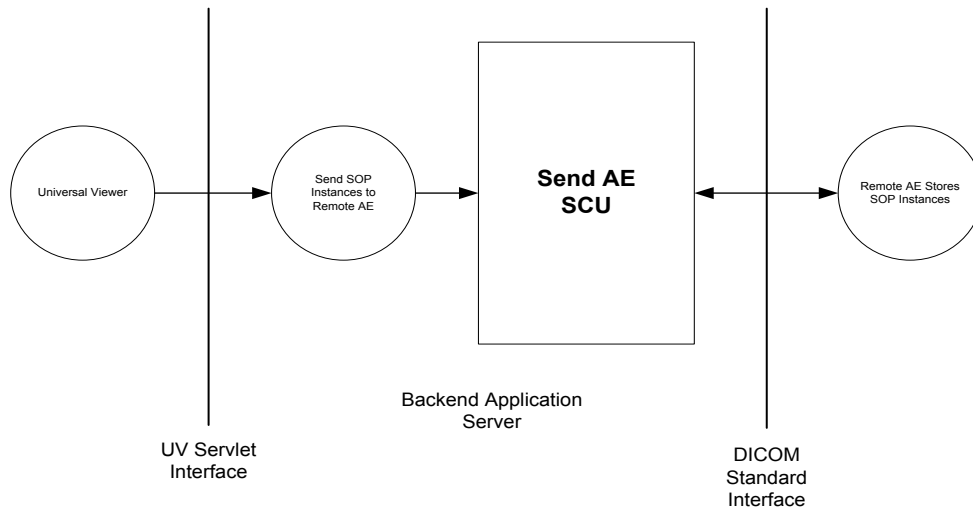 Universal Viewer
Send SOP
Instances to
Remote AE
Send AE
SCU
Remote AE Stores
SOP Instances
Backend Application
Server
UV Servlet
Interface
DICOM
Standard
Interface